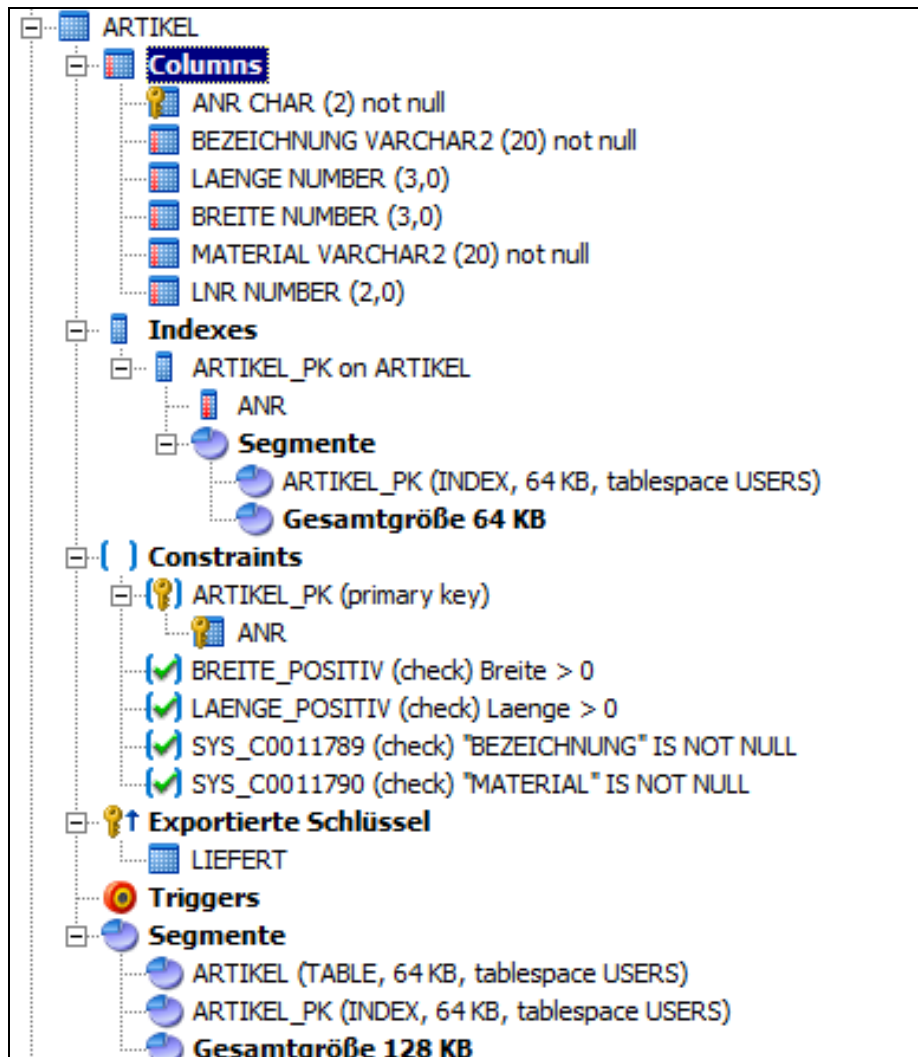 ARTIKEL
Columns
ANR CHAR (2) not null
BEZEICHNUNG VARCHAR2 (20) not null
LAENGE NUMBER (3,0)
BREITE NUMBER (3,0)
MATERIAL VARCHAR2 (20) not null
LNR NUMBER (2,0)
Indexes
ARTIKEL_PK on ARTIKEL
ANR
Segmente
ARTIKEL_PK (INDEX, 64 KB, tablespace USERS)
Gesamtgröße 64 KB
Constraints
ARTIKEL_PK (primary key)
ANR
BREITE_POSITIV (check) Breite > 0
LAENGE_POSITIV (check) Laenge > 0
SYS_C0011789 (check) "BEZEICHNUNG" IS NOT NULL
SYS_C0011790 (check) "MATERIAL" IS NOT NULL
Exportierte Schlüssel
LIEFERT
Triggers
Segmente
ARTIKEL (TABLE, 64 KB, tablespace USERS)
ARTIKEL_PK (INDEX, 64 KB, tablespace USERS)
Gesamtgröße 128 KB